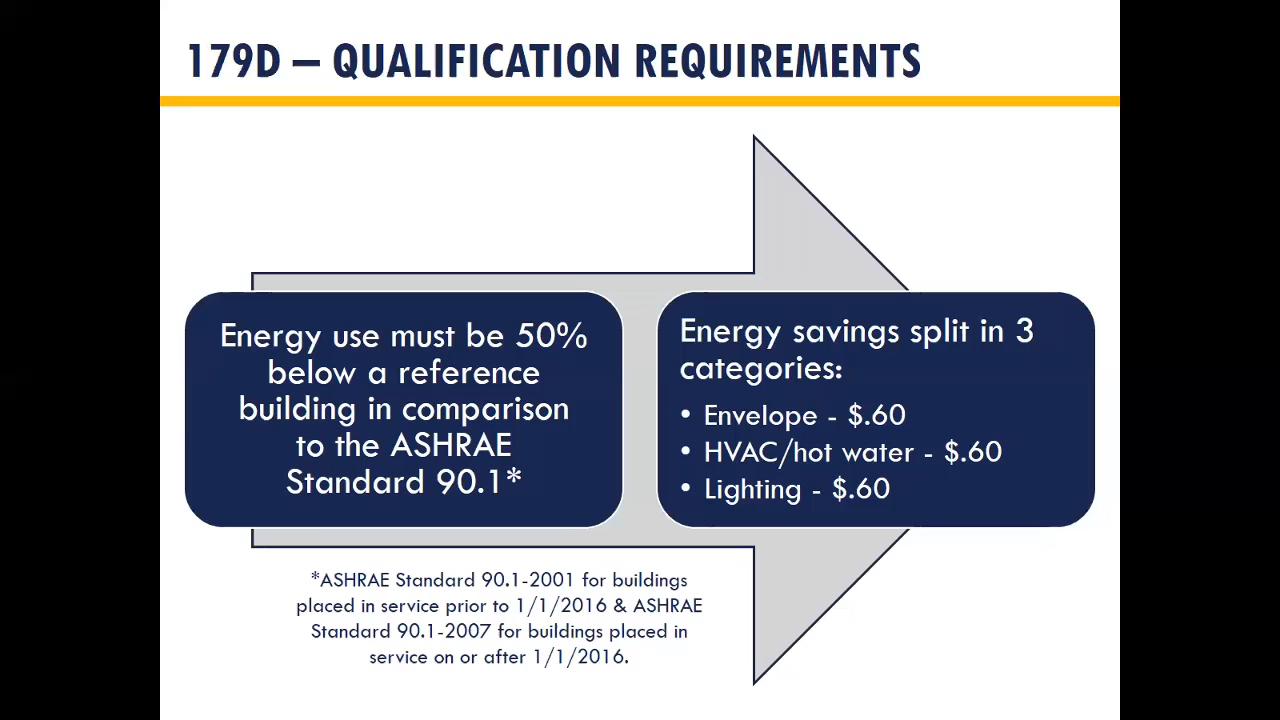 179D – QUALIFICATION REQUIREMENTS
Energy use must be 50%
below a reference
building in comparison
to the ASHRAE
Standard 90.1*
Energy savings split in 3
categories:
• Envelope - $.60
• HVAC/hot water - $.60
• Lighting - $.60
*ASHRAE Standard 90.1-2001 for buildings
placed in service prior to 1/1/2016 & ASHRAE
Standard 90.1-2007 for buildings placed in
service on or after 1/1/2016.